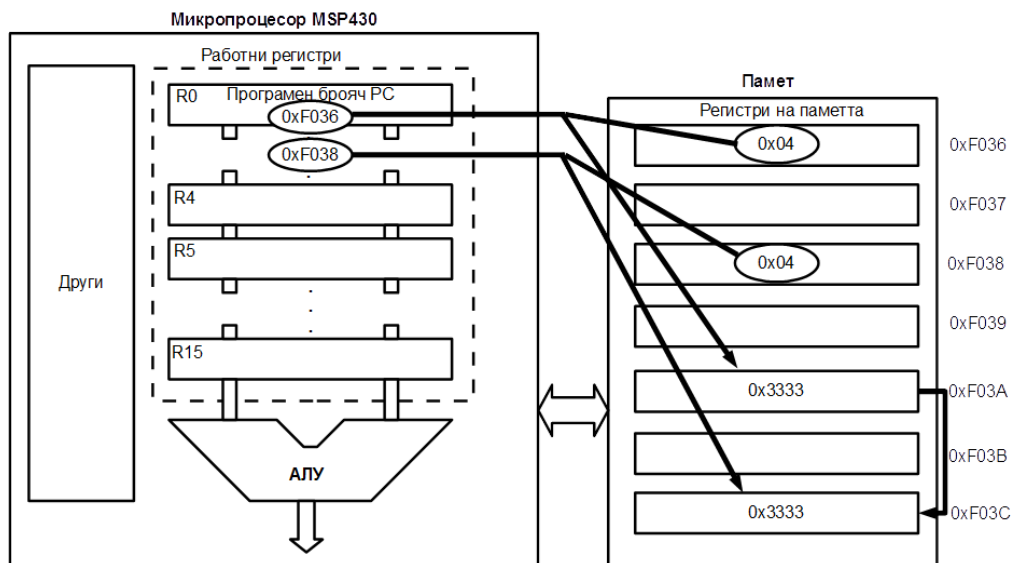 Микропроцесор MSP430
Работни регистри
R0
Програмен брояч PC
0xF036
0xF038
R4
R5
R15
Други
АЛУ
Памет
Регистри на паметта
0x04
0xF036
0xF037
0x04
0xF038
0xF039
0x3333
0xF03A
0xF03B
0x3333
0xF03C